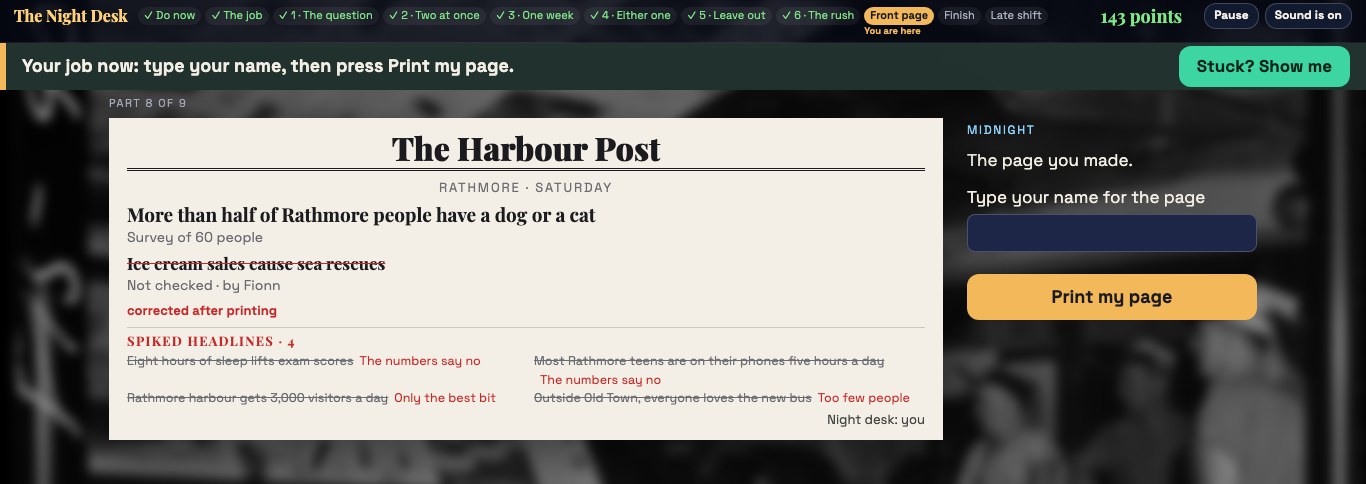 The Night Desk
✓ Do now
✓ The job
✓ 1 · The question
✓ 2 · Two at once
✓ 3 · One week
✓ 4 · Either one
✓ 5 · Leave out
✓ 6 · The rush
Front page
You are here
Finish
Late shift
143 points
Pause
Sound is on
Your job now: type your name, then press Print my page.
Stuck? Show me
PART 8 OF 9
The Harbour Post
RATHMORE · SATURDAY
More than half of Rathmore people have a dog or a cat
Survey of 60 people
Ice cream sales cause sea rescues
Not checked · by Fionn
corrected after printing
SPIKED HEADLINES · 4
Eight hours of sleep lifts exam scores The numbers say no
Most Rathmore teens are on their phones five hours a day
The numbers say no
Rathmore harbour gets 3,000 visitors a day Only the best bit
Outside Old Town, everyone loves the new bus Too few people
Night desk: you
MIDNIGHT
The page you made.
Type your name for the page
Print my page